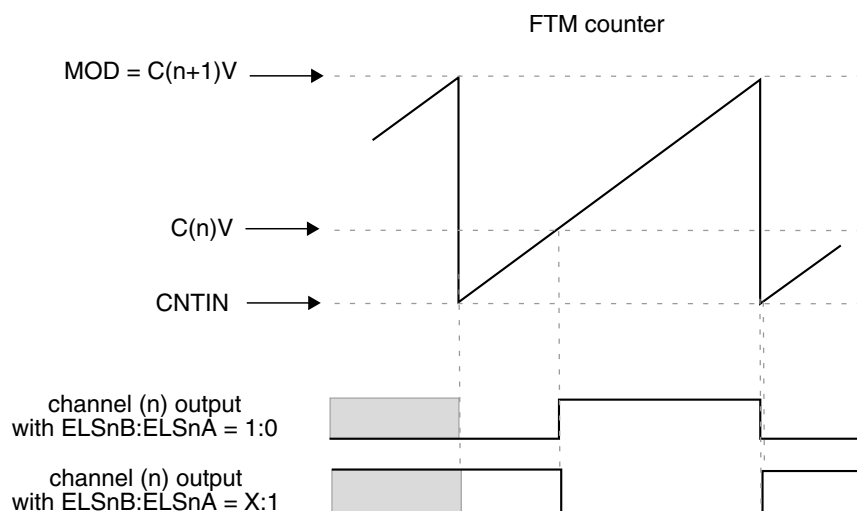 FTM counter
MOD = C(n+1)V
C(n)V
CNTIN
channel (n) output
with ELSnB:ELSnA = 1:0
channel (n) output
with ELSnB:ELSnA = X:1